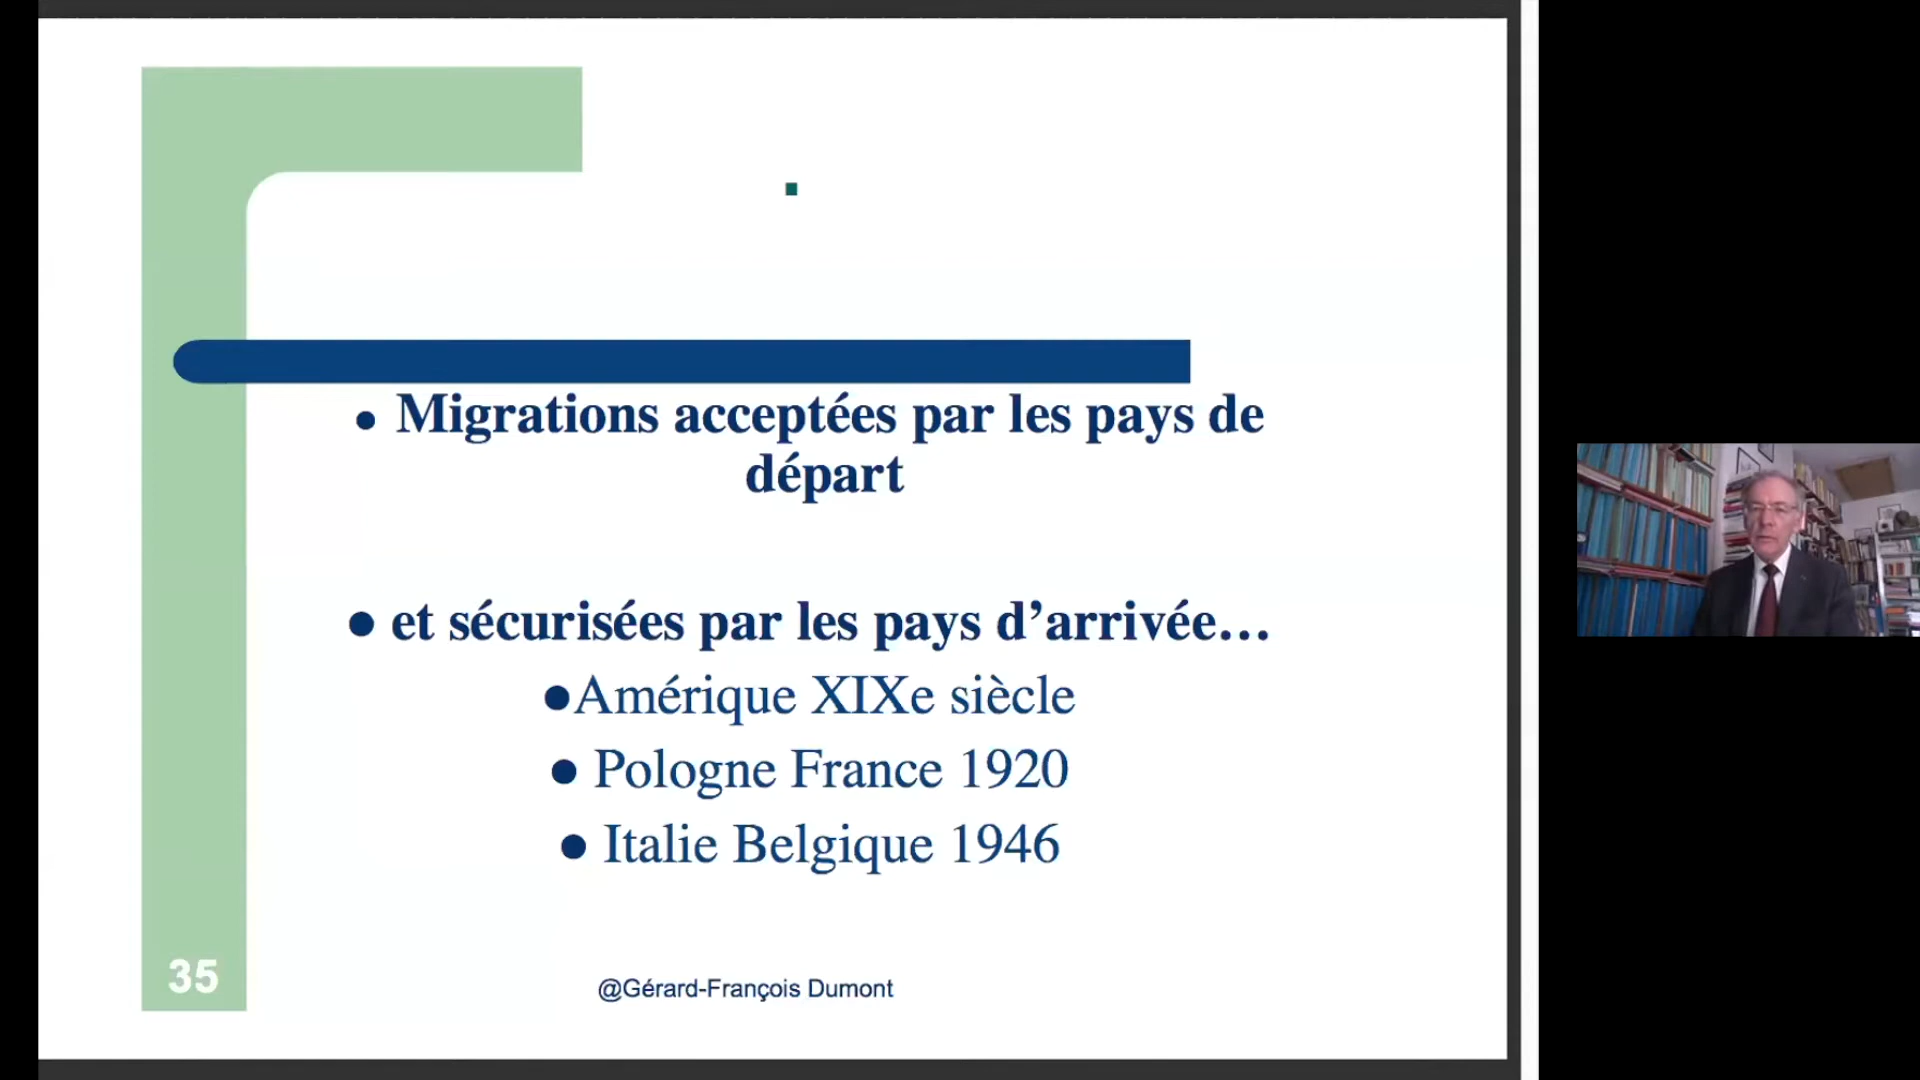 • Migrations acceptées par les pays de
départ
• et sécurisées par les pays d’arrivée…
•Amérique XIXe siècle
• Pologne France 1920
• Italie Belgique 1946
35
@Gérard-François Dumont